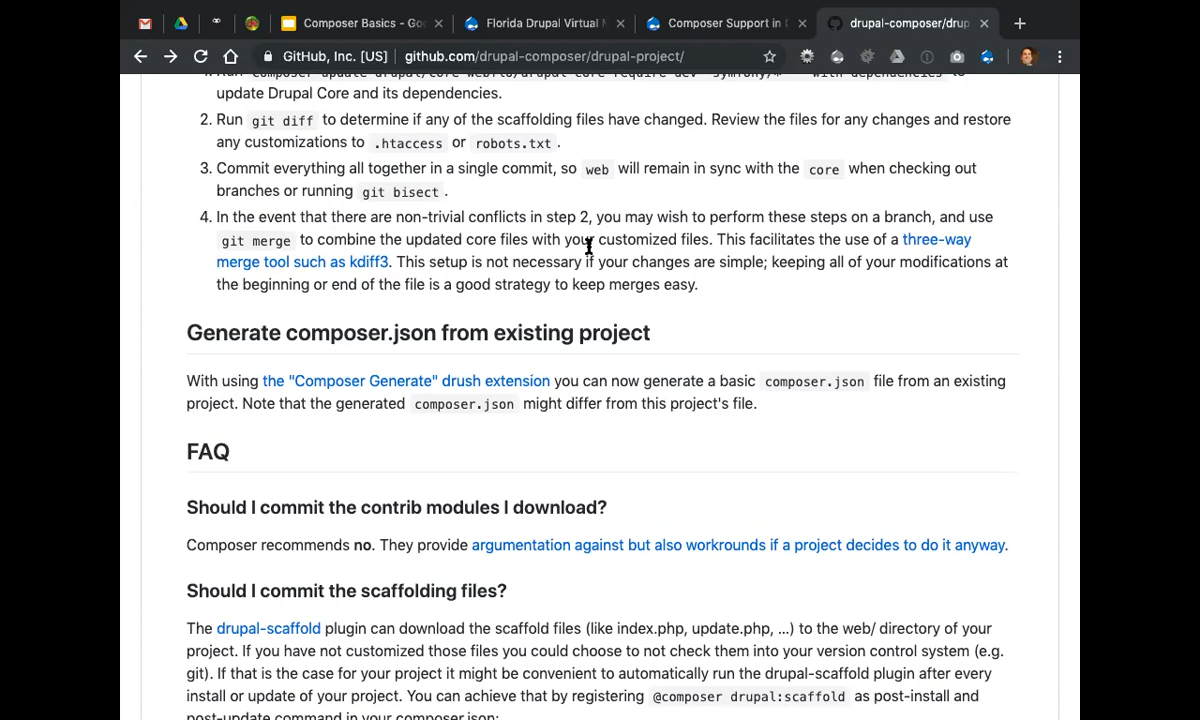 Composer Basics - Go
Florida Drupal Virtual M
Composer Support in D
drupal-composer/drup
GitHub, Inc. [US] | github.com/drupal-composer/drupal-project/
1. Run composer update drupal/core webflo/drupal-core-require-dev "symfony/*" --with-dependencies to
update Drupal Core and its dependencies.
2. Run git diff to determine if any of the scaffolding files have changed. Review the files for any changes and restore
any customizations to .htaccess or robots.txt.
3. Commit everything all together in a single commit, so web will remain in sync with the core when checking out
branches or running git bisect.
4. In the event that there are non-trivial conflicts in step 2, you may wish to perform these steps on a branch, and use
git merge to combine the updated core files with your customized files. This facilitates the use of a three-way
merge tool such as kdiff3. This setup is not necessary if your changes are simple; keeping all of your modifications at
the beginning or end of the file is a good strategy to keep merges easy.
Generate composer.json from existing project
With using the "Composer Generate" drush extension you can now generate a basic composer.json file from an existing
project. Note that the generated composer.json might differ from this project's file.
FAQ
Should I commit the contrib modules I download?
Composer recommends no. They provide argumentation against but also workrounds if a project decides to do it anyway.
Should I commit the scaffolding files?
The drupal-scaffold plugin can download the scaffold files (like index.php, update.php, …) to the web/ directory of your
project. If you have not customized those files you could choose to not check them into your version control system (e.g.
git). If that is the case for your project it might be convenient to automatically run the drupal-scaffold plugin after every
install or update of your project. You can achieve that by registering @composer drupal:scaffold as post-install and
post-update command in your composer.json: